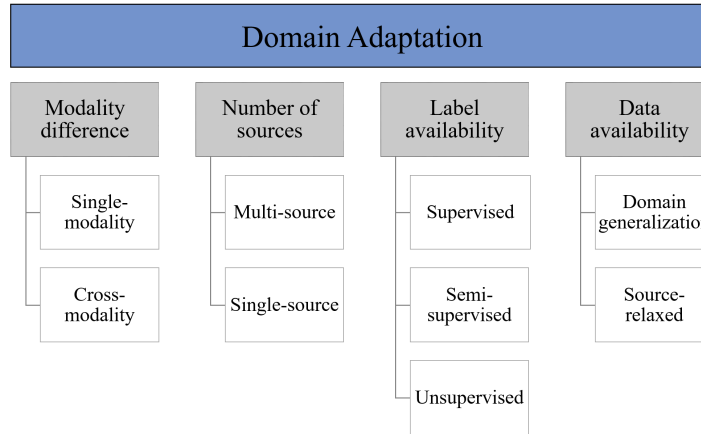 Domain Adaptation
Modality
difference
Single-
modality
Cross-
modality
Number of
sources
Multi-source
Single-source
Label
availability
Supervised
Semi-
supervised
Unsupervised
Data
availability
Domain
generalization
Source-
relaxed